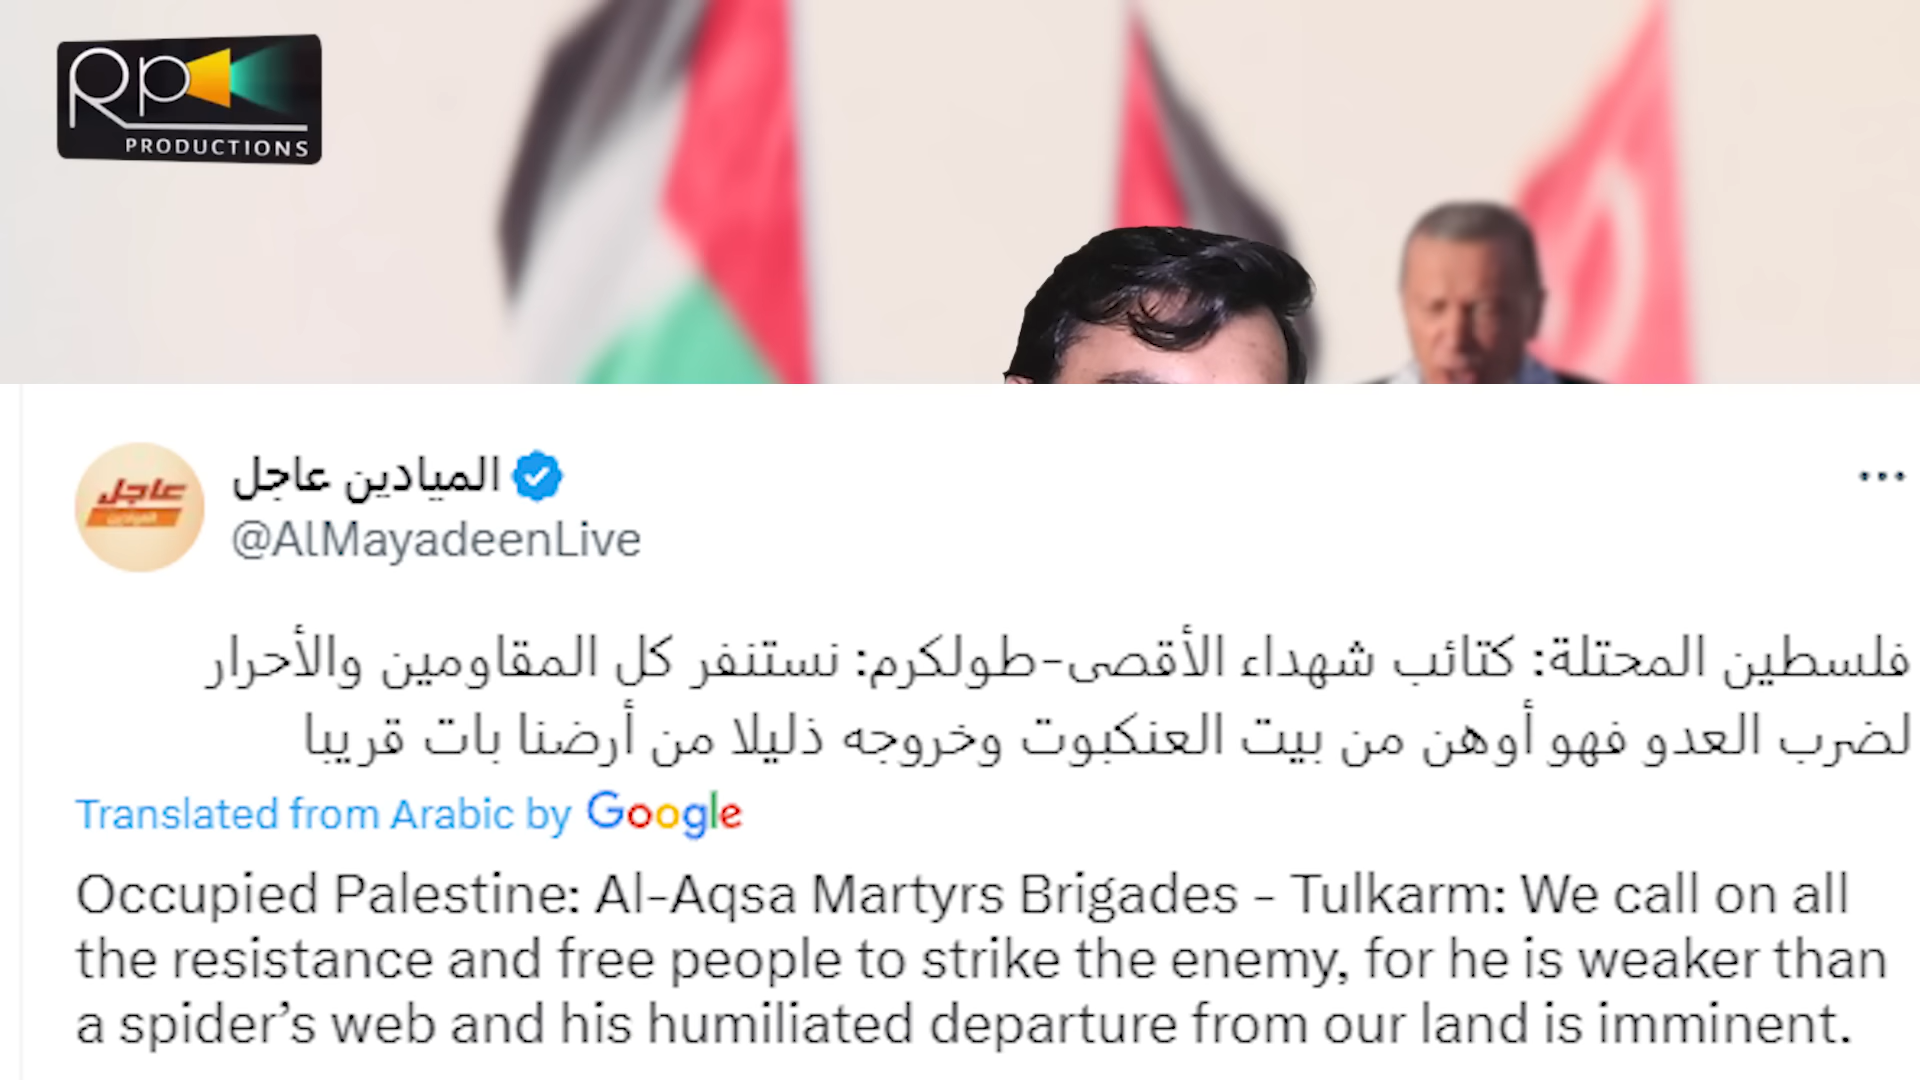 Rp
PRODUCTIONS
الميادين عاجل
@AlMayadeenLive
عاجل
الميادين
فلسطين المحتلة: كتائب شهداء الأقصى-طولكرم: نستنفر كل المقاومين والأحرار
لضرب العدو فهو أوهن من بيت العنكبوت وخروجه ذليلا من أرضنا بات قريبا
Translated from Arabic by Google
Occupied Palestine: Al-Aqsa Martyrs Brigades - Tulkarm: We call on all
the resistance and free people to strike the enemy, for he is weaker than
a spider’s web and his humiliated departure from our land is imminent.